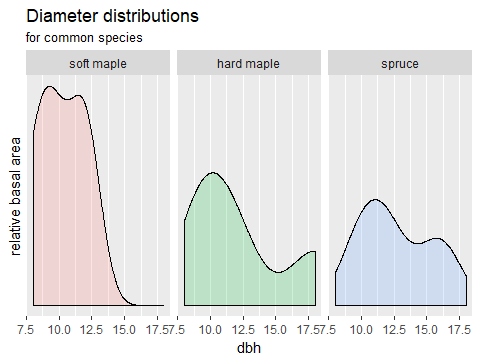 Diameter distributions
for common species
soft maple hard maple spruce
relative basal area
7.5 10.0 12.5 15.0 17.5 7.5 10.0 12.5 15.0 17.5 7.5 10.0 12.5 15.0 17.5
dbh